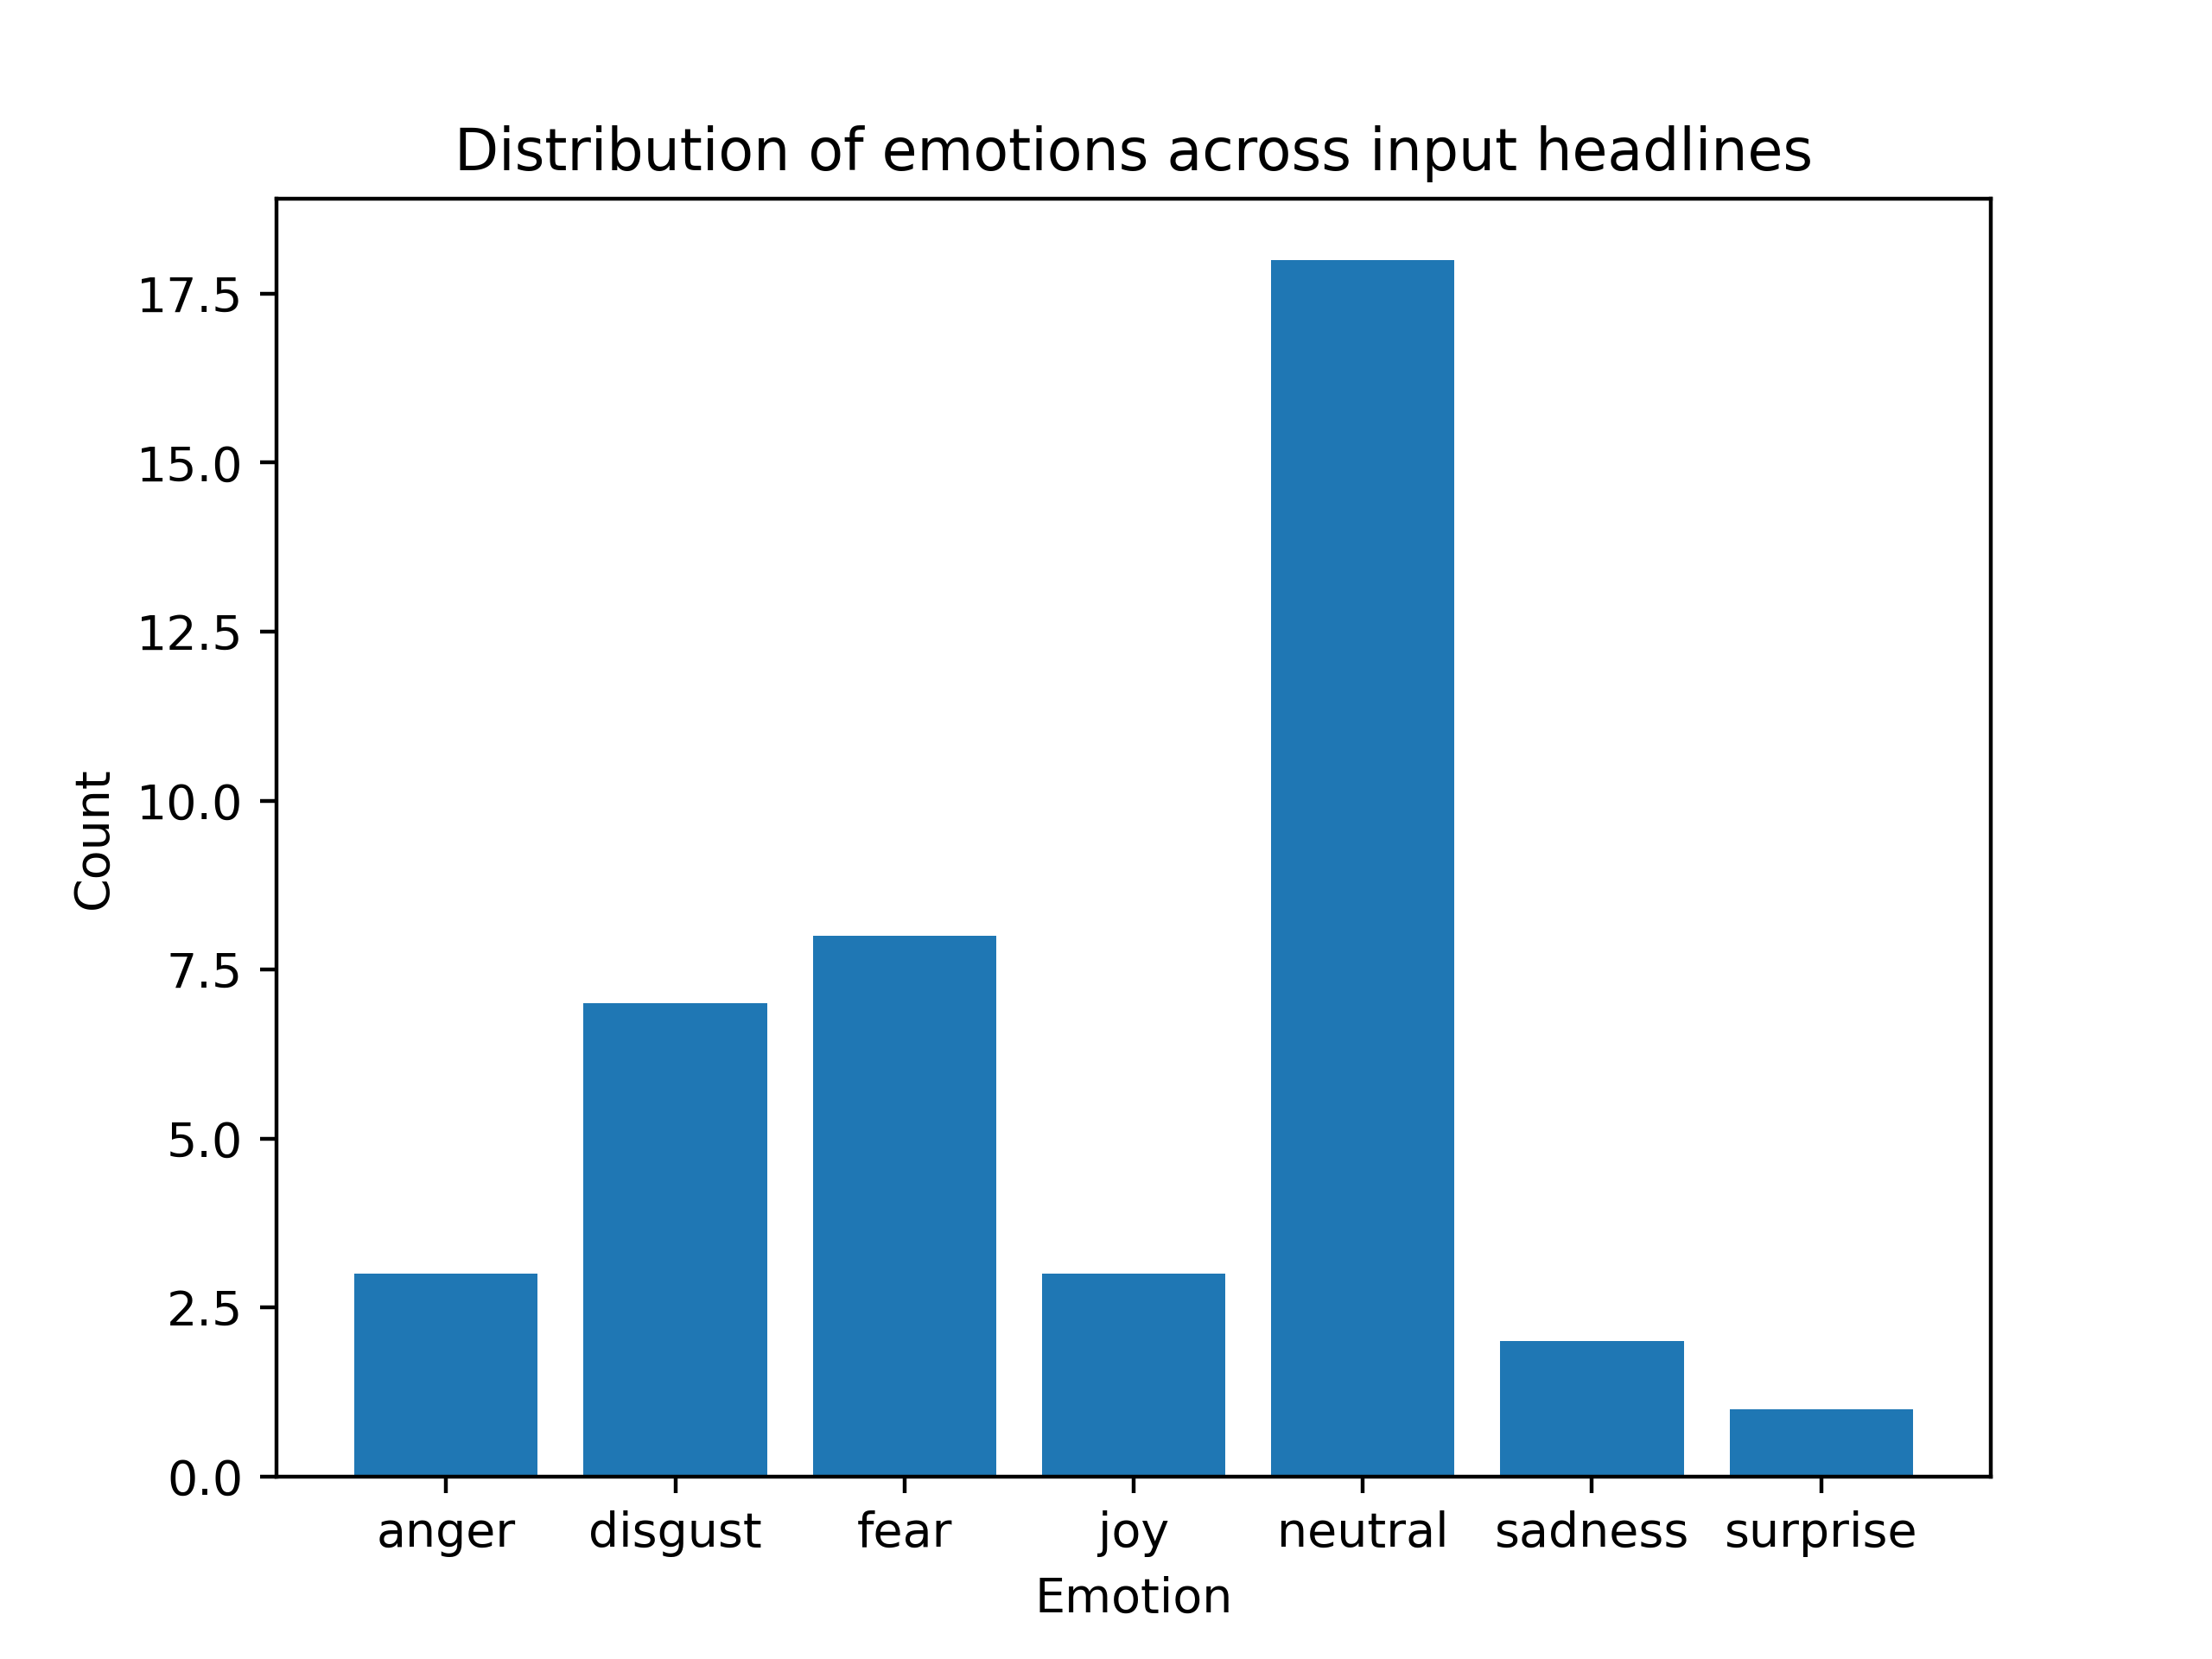 Distribution of emotions across input headlines
17.5
15.0
12.5
10.0
7.5
5.0
2.5
0.0
Count
anger disgust fear joy neutral sadness surprise
Emotion